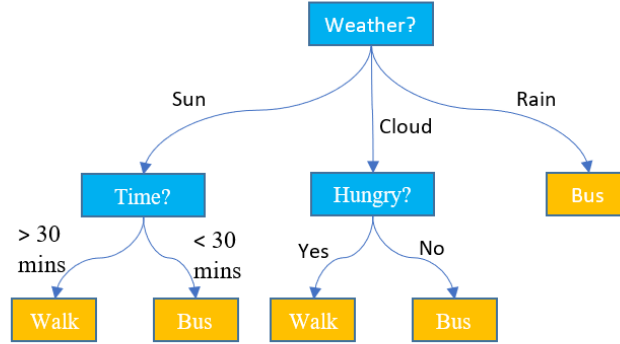 Weather?
Sun
Cloud
Rain
Time?
Hungry?
Bus
> 30
mins
< 30
mins
Yes
No
Walk
Bus
Walk
Bus